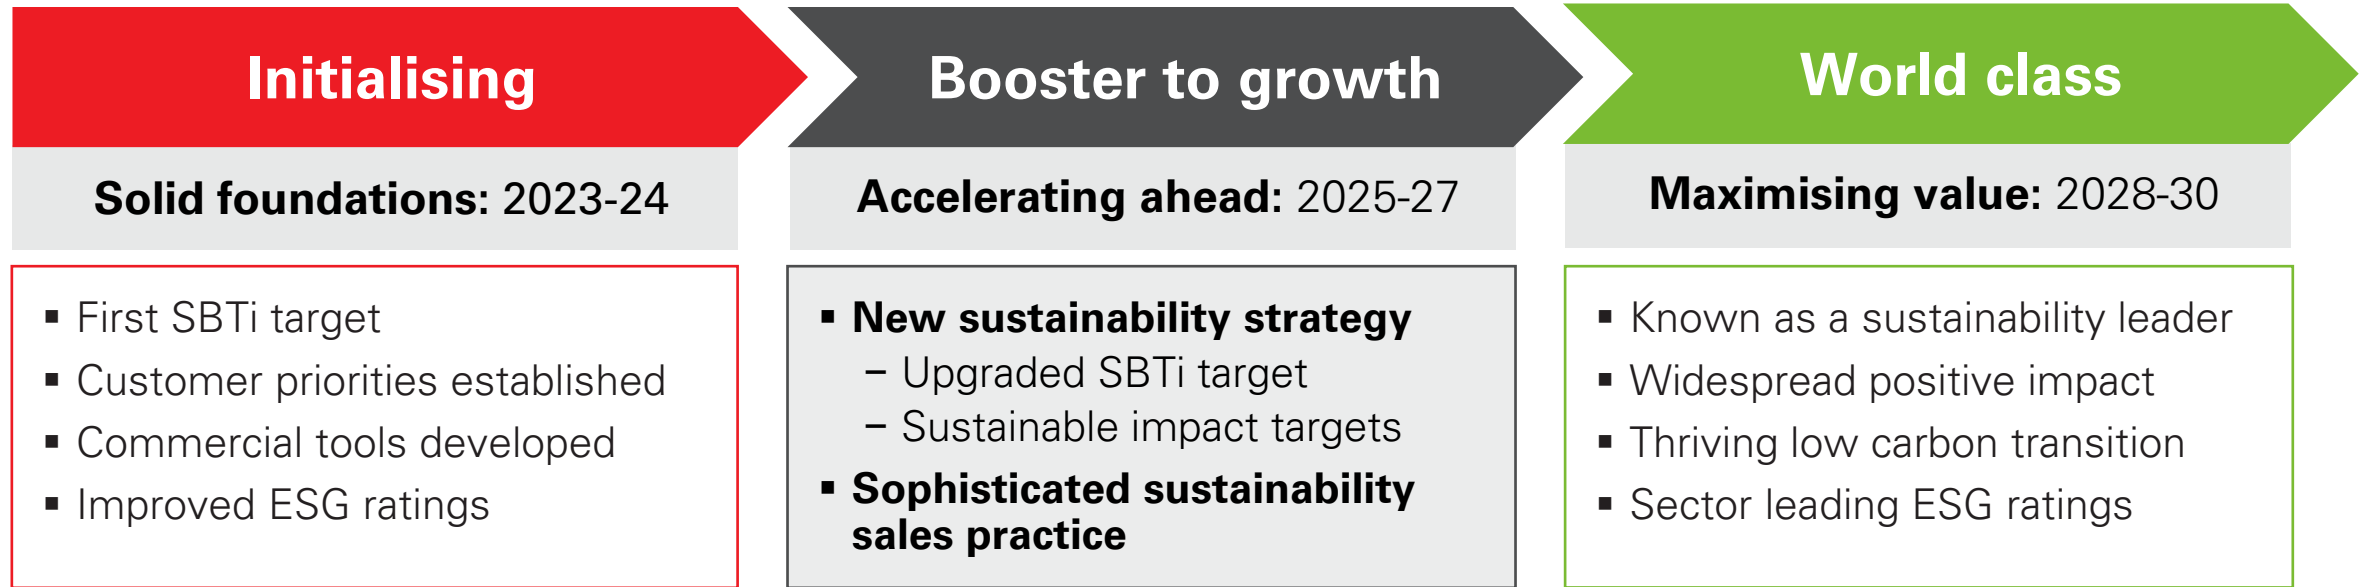 Initialising
Solid foundations: 2023-24
▪ First SBTi target
▪ Customer priorities established
▪ Commercial tools developed
▪ Improved ESG ratings
Booster to growth
Accelerating ahead: 2025-27
▪ New sustainability strategy
– Upgraded SBTi target
– Sustainable impact targets
▪ Sophisticated sustainability
sales practice
World class
Maximising value: 2028-30
▪ Known as a sustainability leader
▪ Widespread positive impact
▪ Thriving low carbon transition
▪ Sector leading ESG ratings